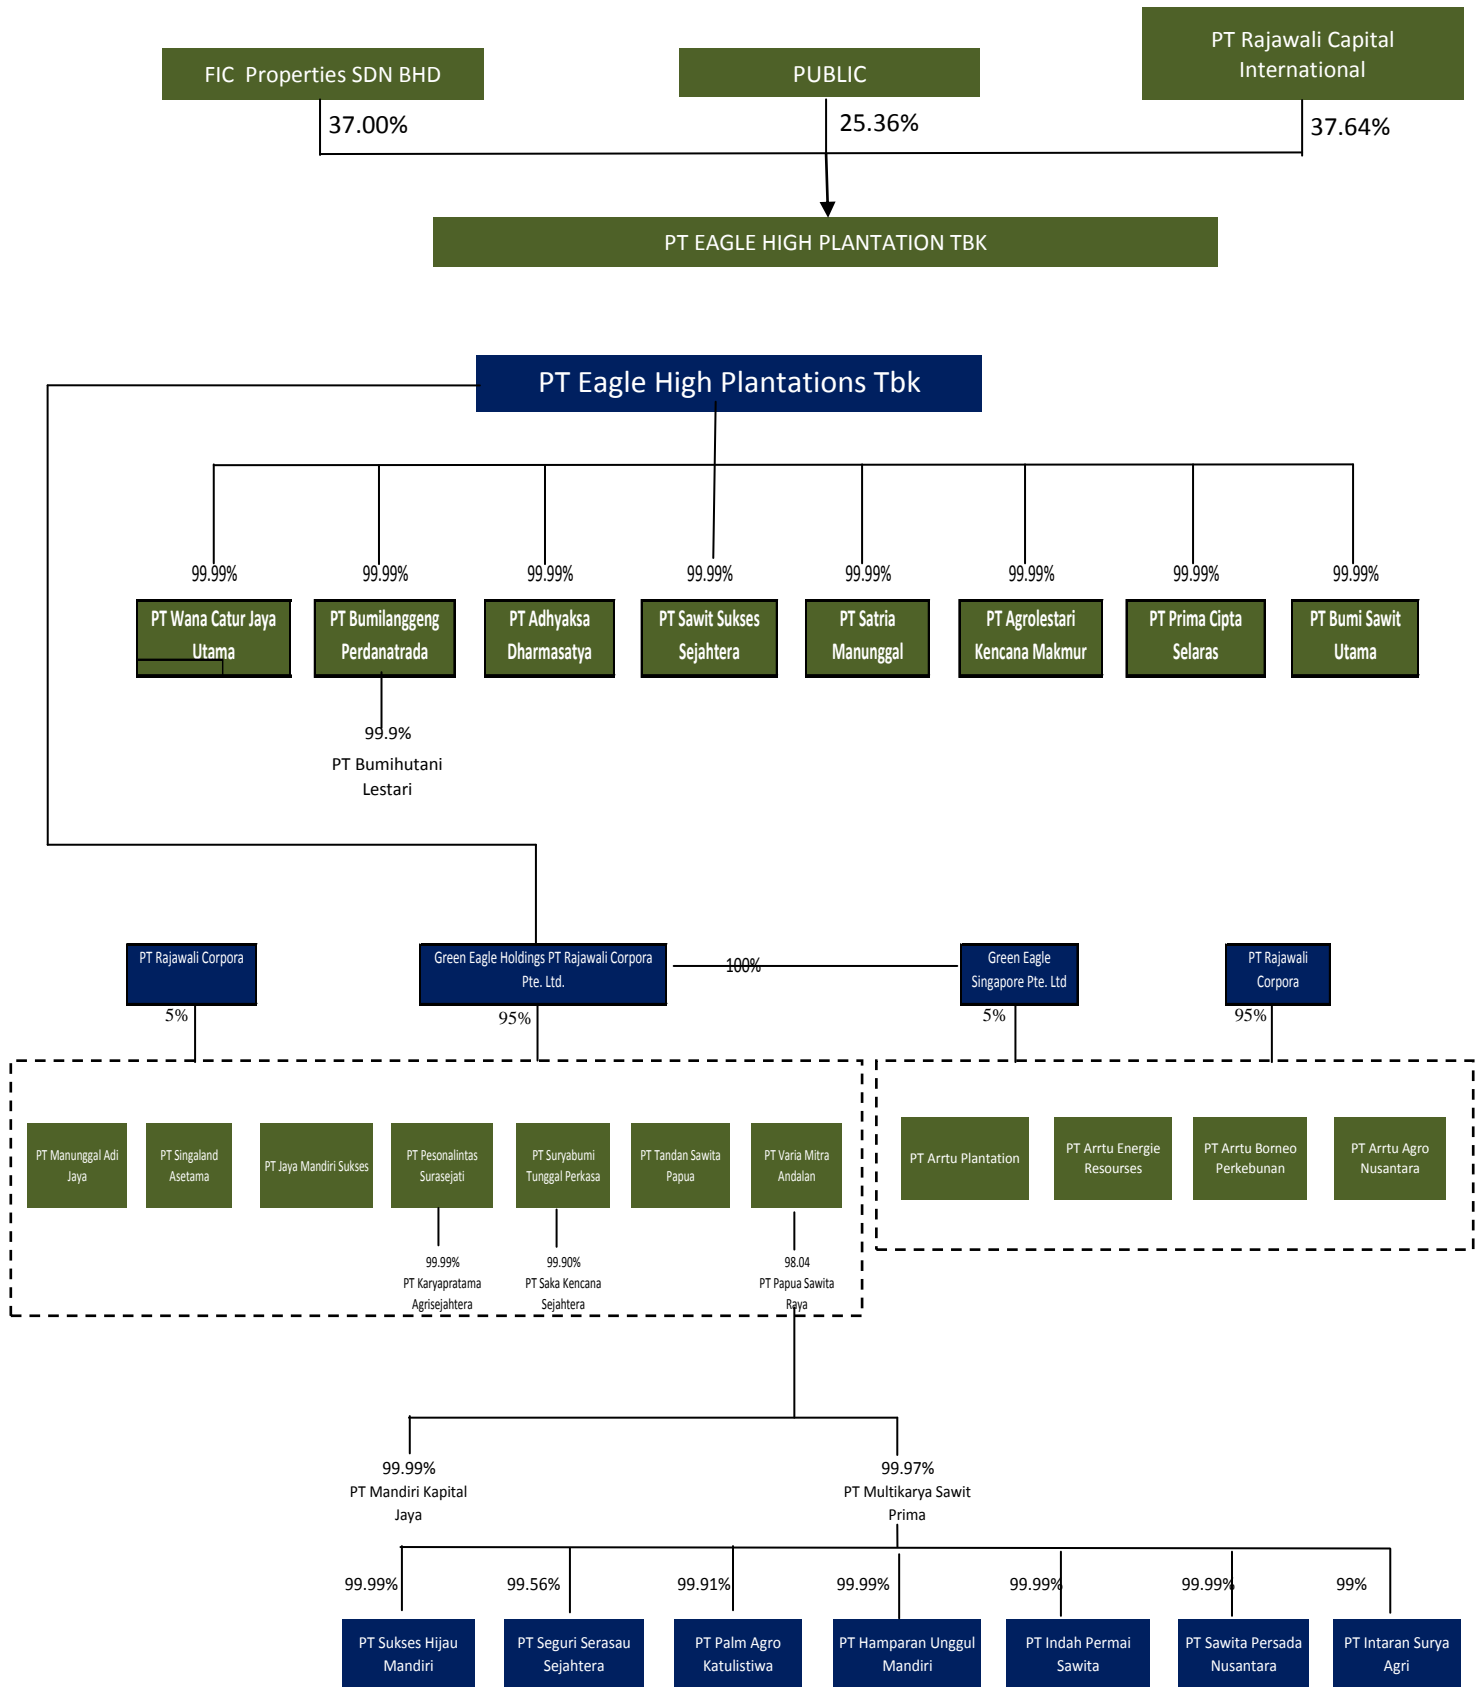 FIC  Properties SDN BHD
PUBLIC
PT Rajawali Capital
International
37.00%
25.36%
37.64%
PT EAGLE HIGH PLANTATION TBK
PT Eagle High Plantations Tbk
99.99%
99.99%
99.99%
99.99%
99.99%
99.99%
99.99%
99.99%
PT Wana Catur Jaya
Utama
PT Bumilanggeng
Perdanatrada
PT Adhyaksa
Dharmasatya
PT Sawit Sukses
Sejahtera
PT Satria
Manunggal
PT Agrolestari
Kencana Makmur
PT Prima Cipta
Selaras
PT Bumi Sawit
Utama
99.9%
PT Bumihutani
Lestari
PT Rajawali Corpora
Green Eagle Holdings PT Rajawali Corpora
Pte. Ltd.
100%
Green Eagle
Singapore Pte. Ltd
PT Rajawali
Corpora
5%
95%
5%
95%
PT Manunggal Adi
Jaya
PT Singaland
Asetama
PT Jaya Mandiri Sukses
PT Pesonalintas
Surasejati
PT Suryabumi
Tunggal Perkasa
PT Tandan Sawita
Papua
PT Varia Mitra
Andalan
PT Arrtu Plantation
PT Arrtu Energie
Resourses
PT Arrtu Borneo
Perkebunan
PT Arrtu Agro
Nusantara
99.99%
PT Karyapratama
Agrisejahtera
99.90%
PT Saka Kencana
Sejahtera
98.04
PT Papua Sawita
Raya
99.99%
PT Mandiri Kapital
Jaya
99.97%
PT Multikarya Sawit
Prima
99.99%
99.56%
99.91%
99.99%
99.99%
99.99%
99%
PT Sukses Hijau
Mandiri
PT Seguri Serasau
Sejahtera
PT Palm Agro
Katulistiwa
PT Hamparan Unggul
Mandiri
PT Indah Permai
Sawita
PT Sawita Persada
Nusantara
PT Intaran Surya
Agri